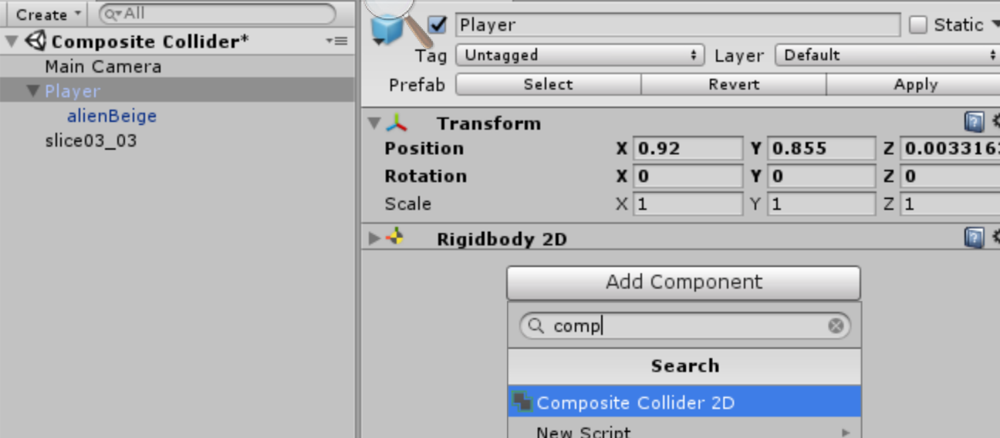 Create
All
Composite Collider*
Main Camera
Player
alienBeige
slice03_03
Player
Static
Tag Untagged Layer Default
Prefab Select Revert Apply
Transform
Position X 0.92 Y 0.855 Z 0.0033163
Rotation X 0 Y 0 Z 0
Scale X 1 Y 1 Z 1
Rigidbody 2D
Add Component
comp
Search
Composite Collider 2D
New Script